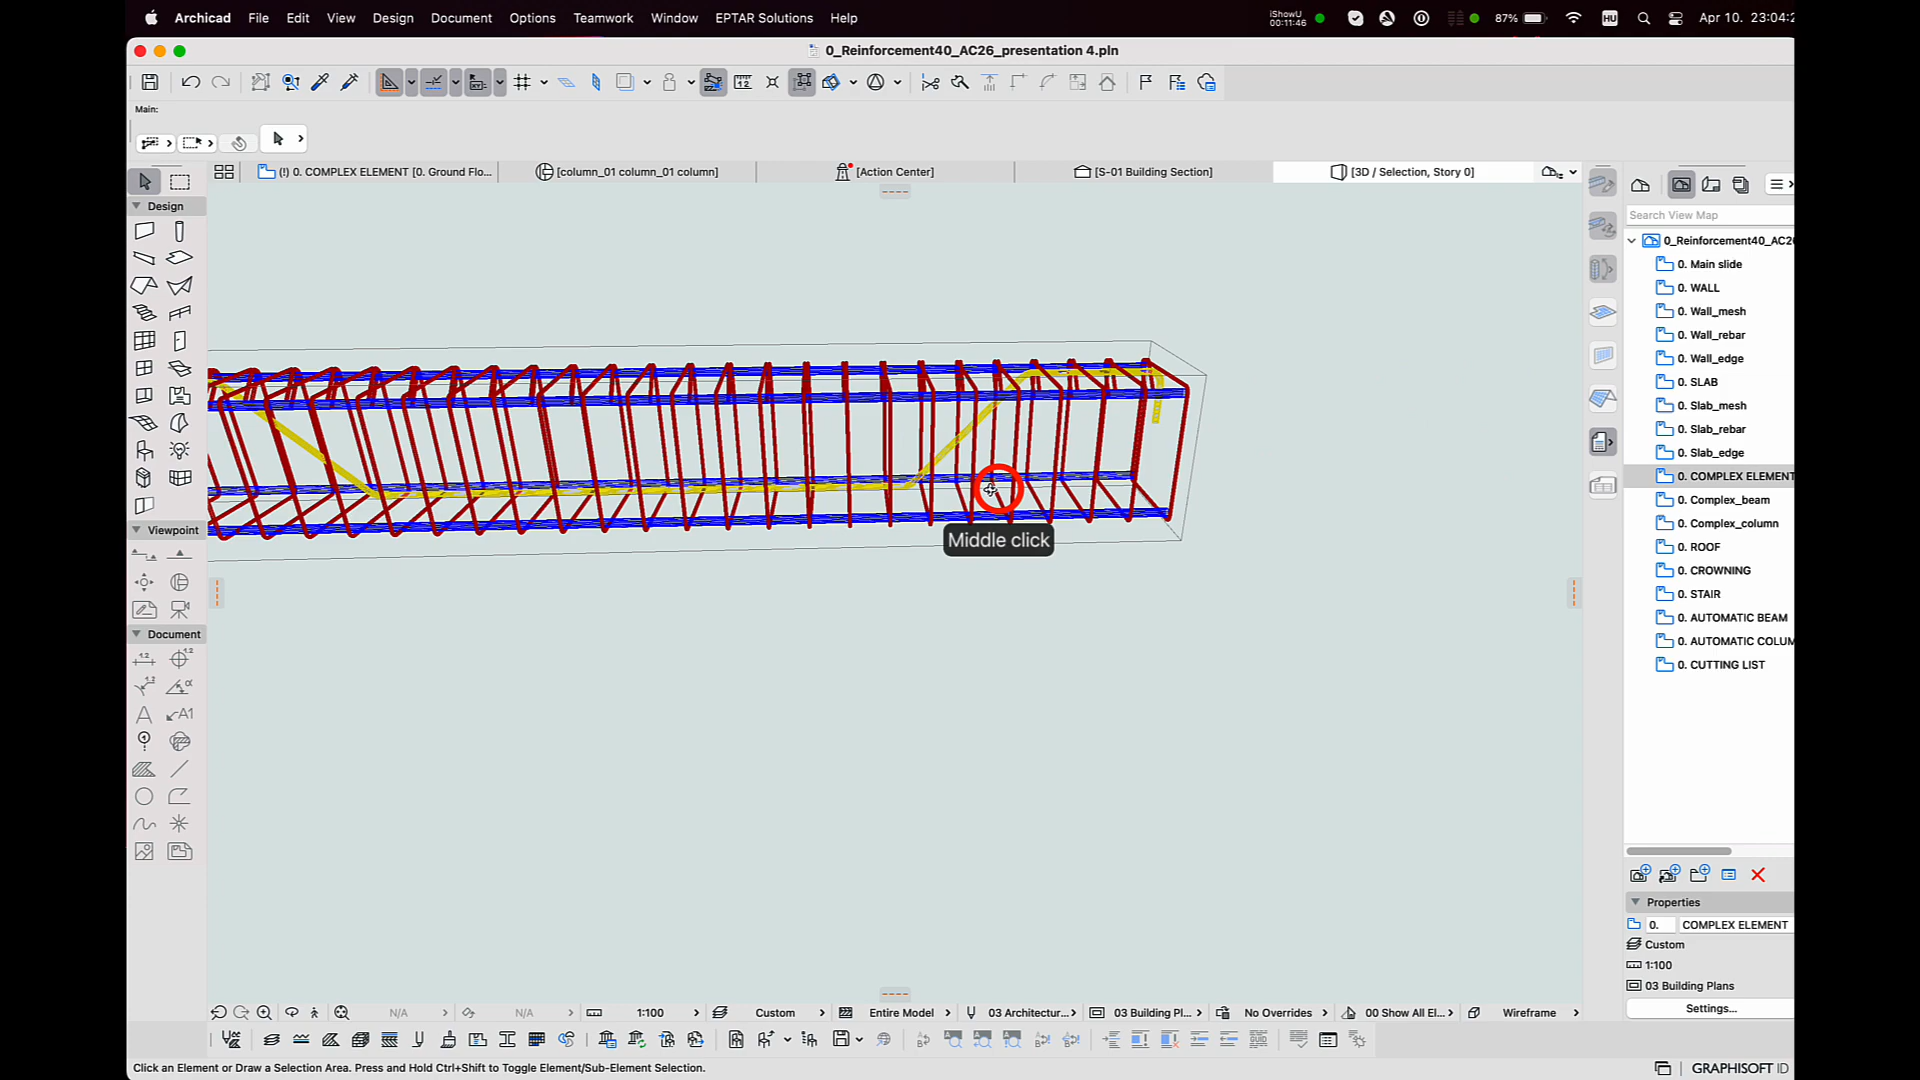 Archicad File Edit View Design Document Options Teamwork Window EPTAR Solutions Help
iShowU
00:11:46
87%
HU
Apr 10. 23:04:2
0_Reinforcement40_AC26_presentation 4.pln
Main:
(!) 0. COMPLEX ELEMENT [0. Ground Flo...
[column_01 column_01 column]
[Action Center]
[S-01 Building Section]
[3D / Selection, Story 0]
Design
Viewpoint
Document
Middle click
Search View Map
0_Reinforcement40_AC26
0. Main slide
0. WALL
0. Wall_mesh
0. Wall_rebar
0. Wall_edge
0. SLAB
0. Slab_mesh
0. Slab_rebar
0. Slab_edge
0. COMPLEX ELEMENT
0. Complex_beam
0. Complex_column
0. ROOF
0. CROWNING
0. STAIR
0. AUTOMATIC BEAM
0. AUTOMATIC COLUM
0. CUTTING LIST
Properties
0. COMPLEX ELEMENT
Custom
1:100
03 Building Plans
Settings...
N/A
N/A
1:100
Custom
Entire Model
03 Architectur...
03 Building Pl...
No Overrides
00 Show All El...
Wireframe
Click an Element or Draw a Selection Area. Press and Hold Ctrl+Shift to Toggle Element/Sub-Element Selection.
GRAPHISOFT ID